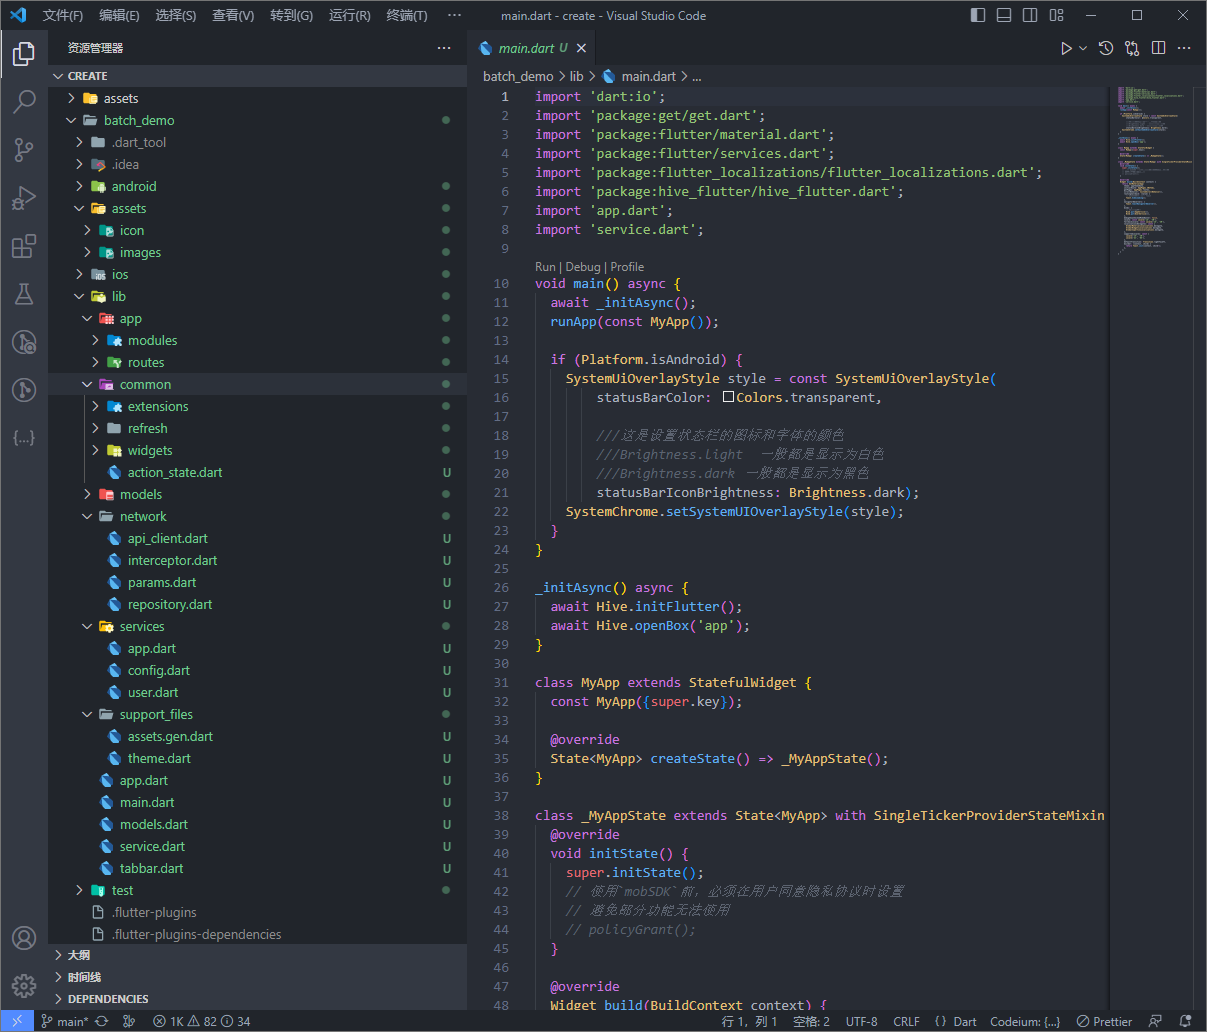 文件(F) 编辑(E) 选择(S) 查看(V) 转到(G) 运行(R) 终端(T) ··· main.dart - create - Visual Studio Code
资源管理器 ···
CREATE
assets
batch_demo
.dart_tool
.idea
android
assets
icon
images
ios
lib
app
modules
routes
common
extensions
refresh
widgets
action_state.dart U
models
network
api_client.dart U
interceptor.dart U
params.dart U
repository.dart U
services
app.dart U
config.dart U
user.dart U
support_files
assets.gen.dart U
theme.dart U
app.dart U
main.dart U
models.dart U
service.dart U
tabbar.dart U
test
.flutter-plugins
.flutter-plugins-dependencies
大纲
时间线
DEPENDENCIES
main.dart U
batch_demo > lib > main.dart > ...
1 import 'dart:io';
2 import 'package:get/get.dart';
3 import 'package:flutter/material.dart';
4 import 'package:flutter/services.dart';
5 import 'package:flutter_localizations/flutter_localizations.dart';
6 import 'package:hive_flutter/hive_flutter.dart';
7 import 'app.dart';
8 import 'service.dart';
9
Run | Debug | Profile
10 void main() async {
11 await _initAsync();
12 runApp(const MyApp());
13
14 if (Platform.isAndroid) {
15 SystemUiOverlayStyle style = const SystemUiOverlayStyle(
16 statusBarColor: Colors.transparent,
17
18 ///这是设置状态栏的图标和字体的颜色
19 ///Brightness.light 一般都是显示为白色
20 ///Brightness.dark 一般都是显示为黑色
21 statusBarIconBrightness: Brightness.dark);
22 SystemChrome.setSystemUIOverlayStyle(style);
23 }
24 }
25
26 _initAsync() async {
27 await Hive.initFlutter();
28 await Hive.openBox('app');
29 }
30
31 class MyApp extends StatefulWidget {
32 const MyApp({super.key});
33
34 @override
35 State<MyApp> createState() => _MyAppState();
36 }
37
38 class _MyAppState extends State<MyApp> with SingleTickerProviderStateMixin
39 @override
40 void initState() {
41 super.initState();
42 // 使用`mobSDK`前，必须在用户同意隐私协议时设置
43 // 避免部分功能无法使用
44 // policyGrant();
45 }
46
47 @override
48 Widget build(BuildContext context) {
main* 1K 82 34 行 1，列 1 空格: 2 UTF-8 CRLF {} Dart Codeium: {...} Prettier